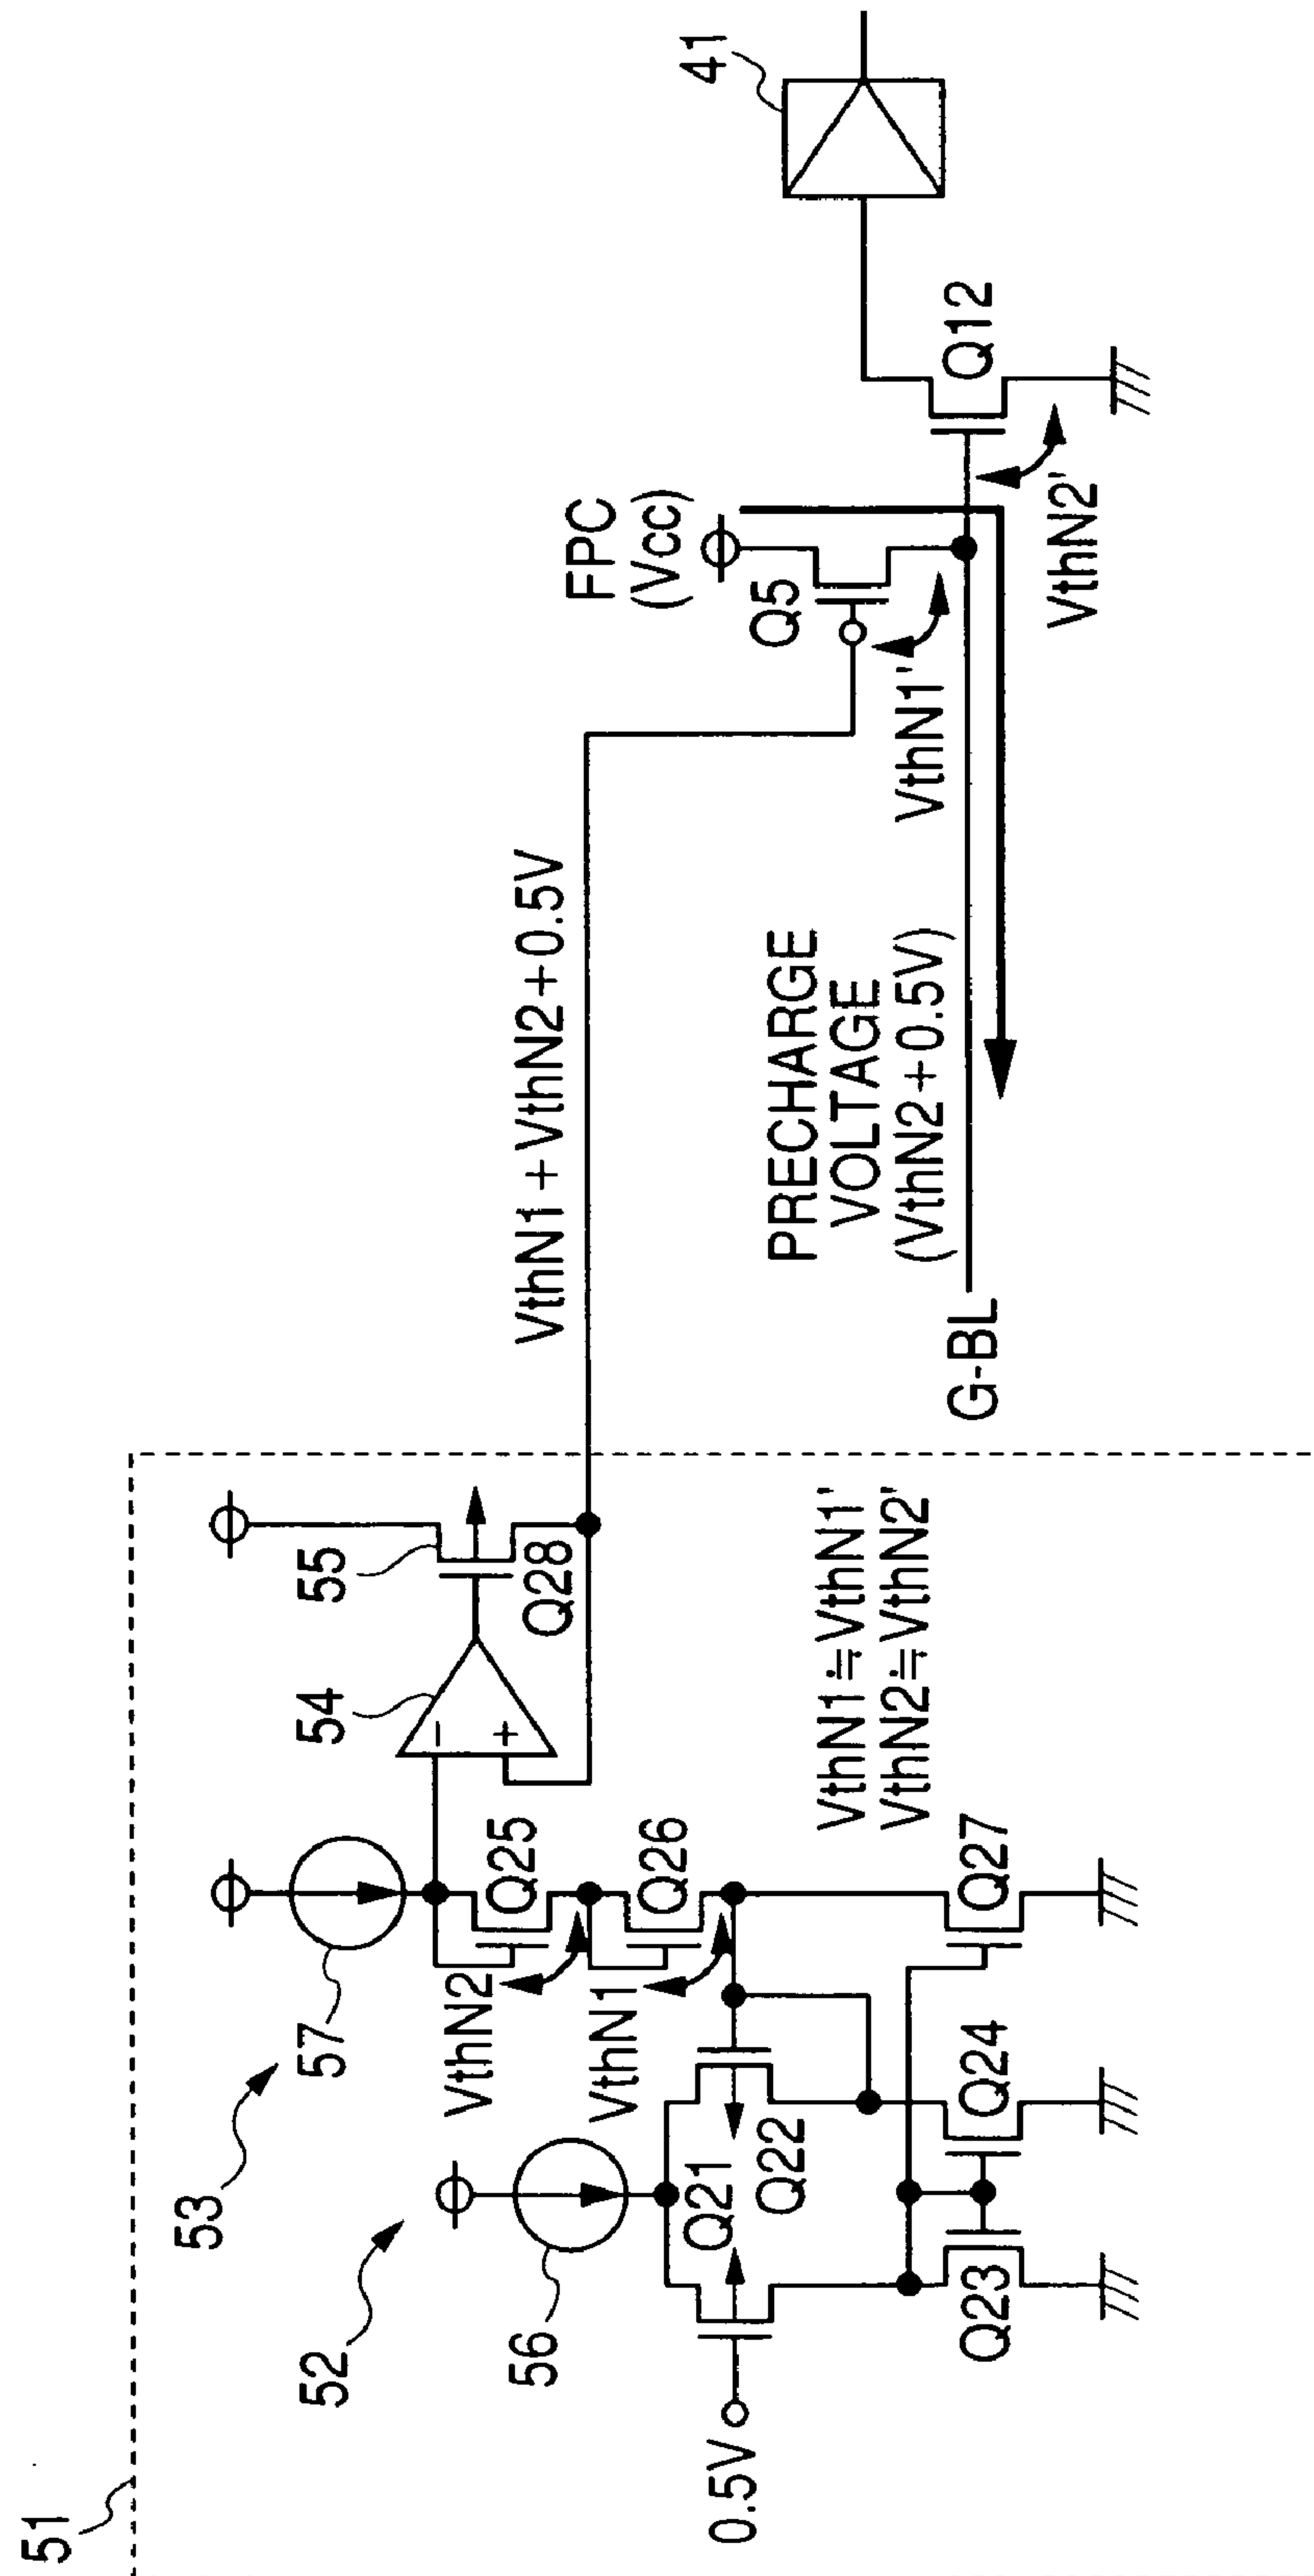 51
52
53
56
57
54
55
0.5V
Q21
Q22
Q23
Q24
VthN2
Q25
VthN1
Q26
Q27
-
+
Q28
VthN1≒VthN1'
VthN2≒VthN2'
VthN1+VthN2+0.5V
PRECHARGE
VOLTAGE
(VthN2+0.5V)
G-BL
FPC
(Vcc)
Q5
VthN1'
VthN2'
Q12
41